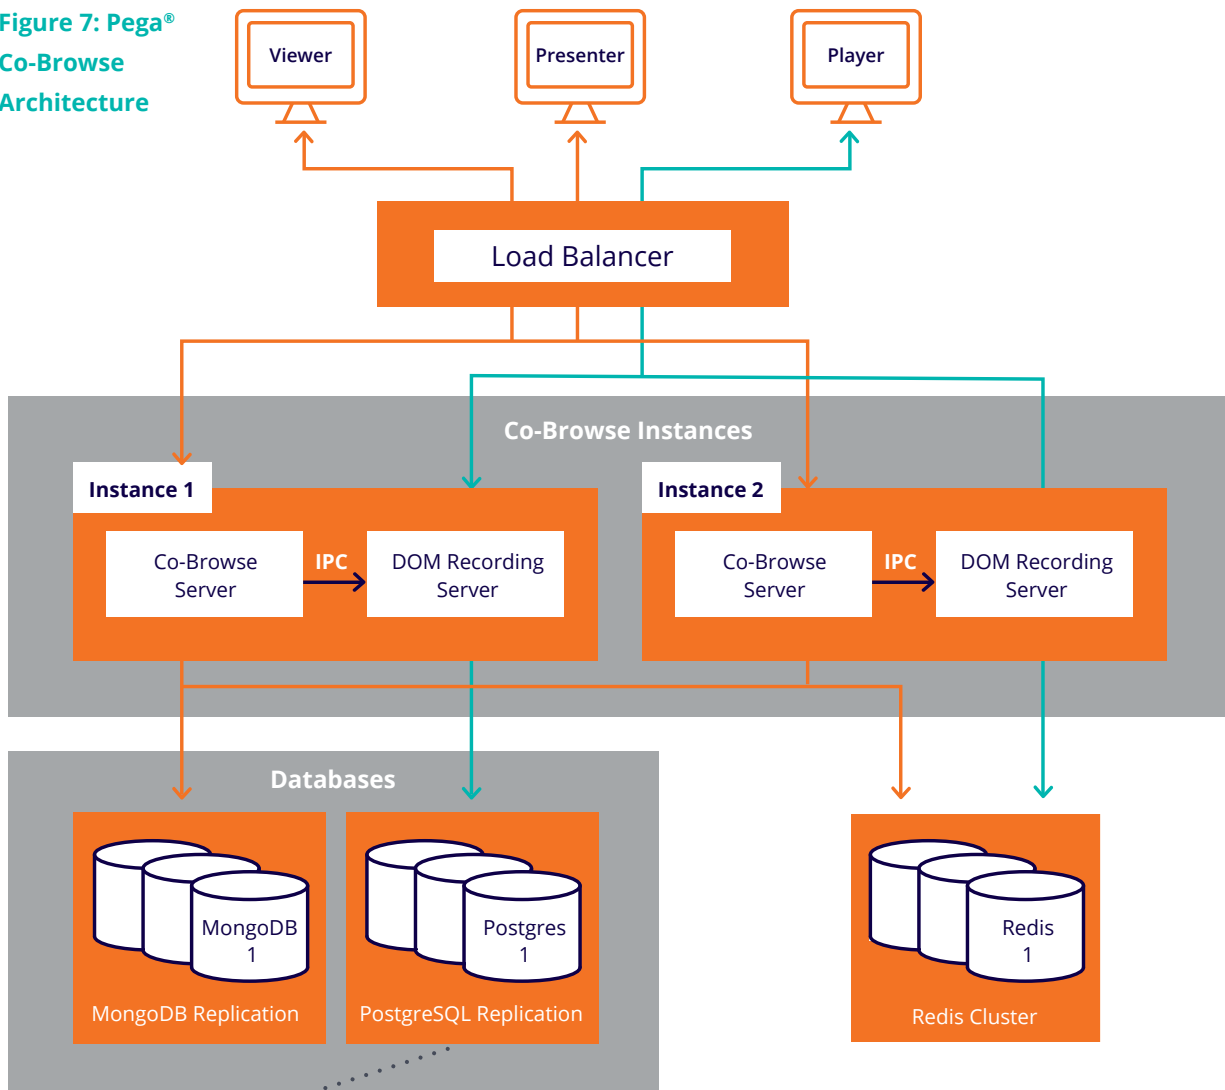 Figure 7: Pega®
Co-Browse
Architecture
Viewer
Presenter
Player
Load Balancer
Co-Browse Instances
Instance 1
Instance 2
Co-Browse
Server
IPC
DOM Recording
Server
Co-Browse
Server
IPC
DOM Recording
Server
Databases
MongoDB
1
Postgres
1
Redis
1
MongoDB Replication
PostgreSQL Replication
Redis Cluster